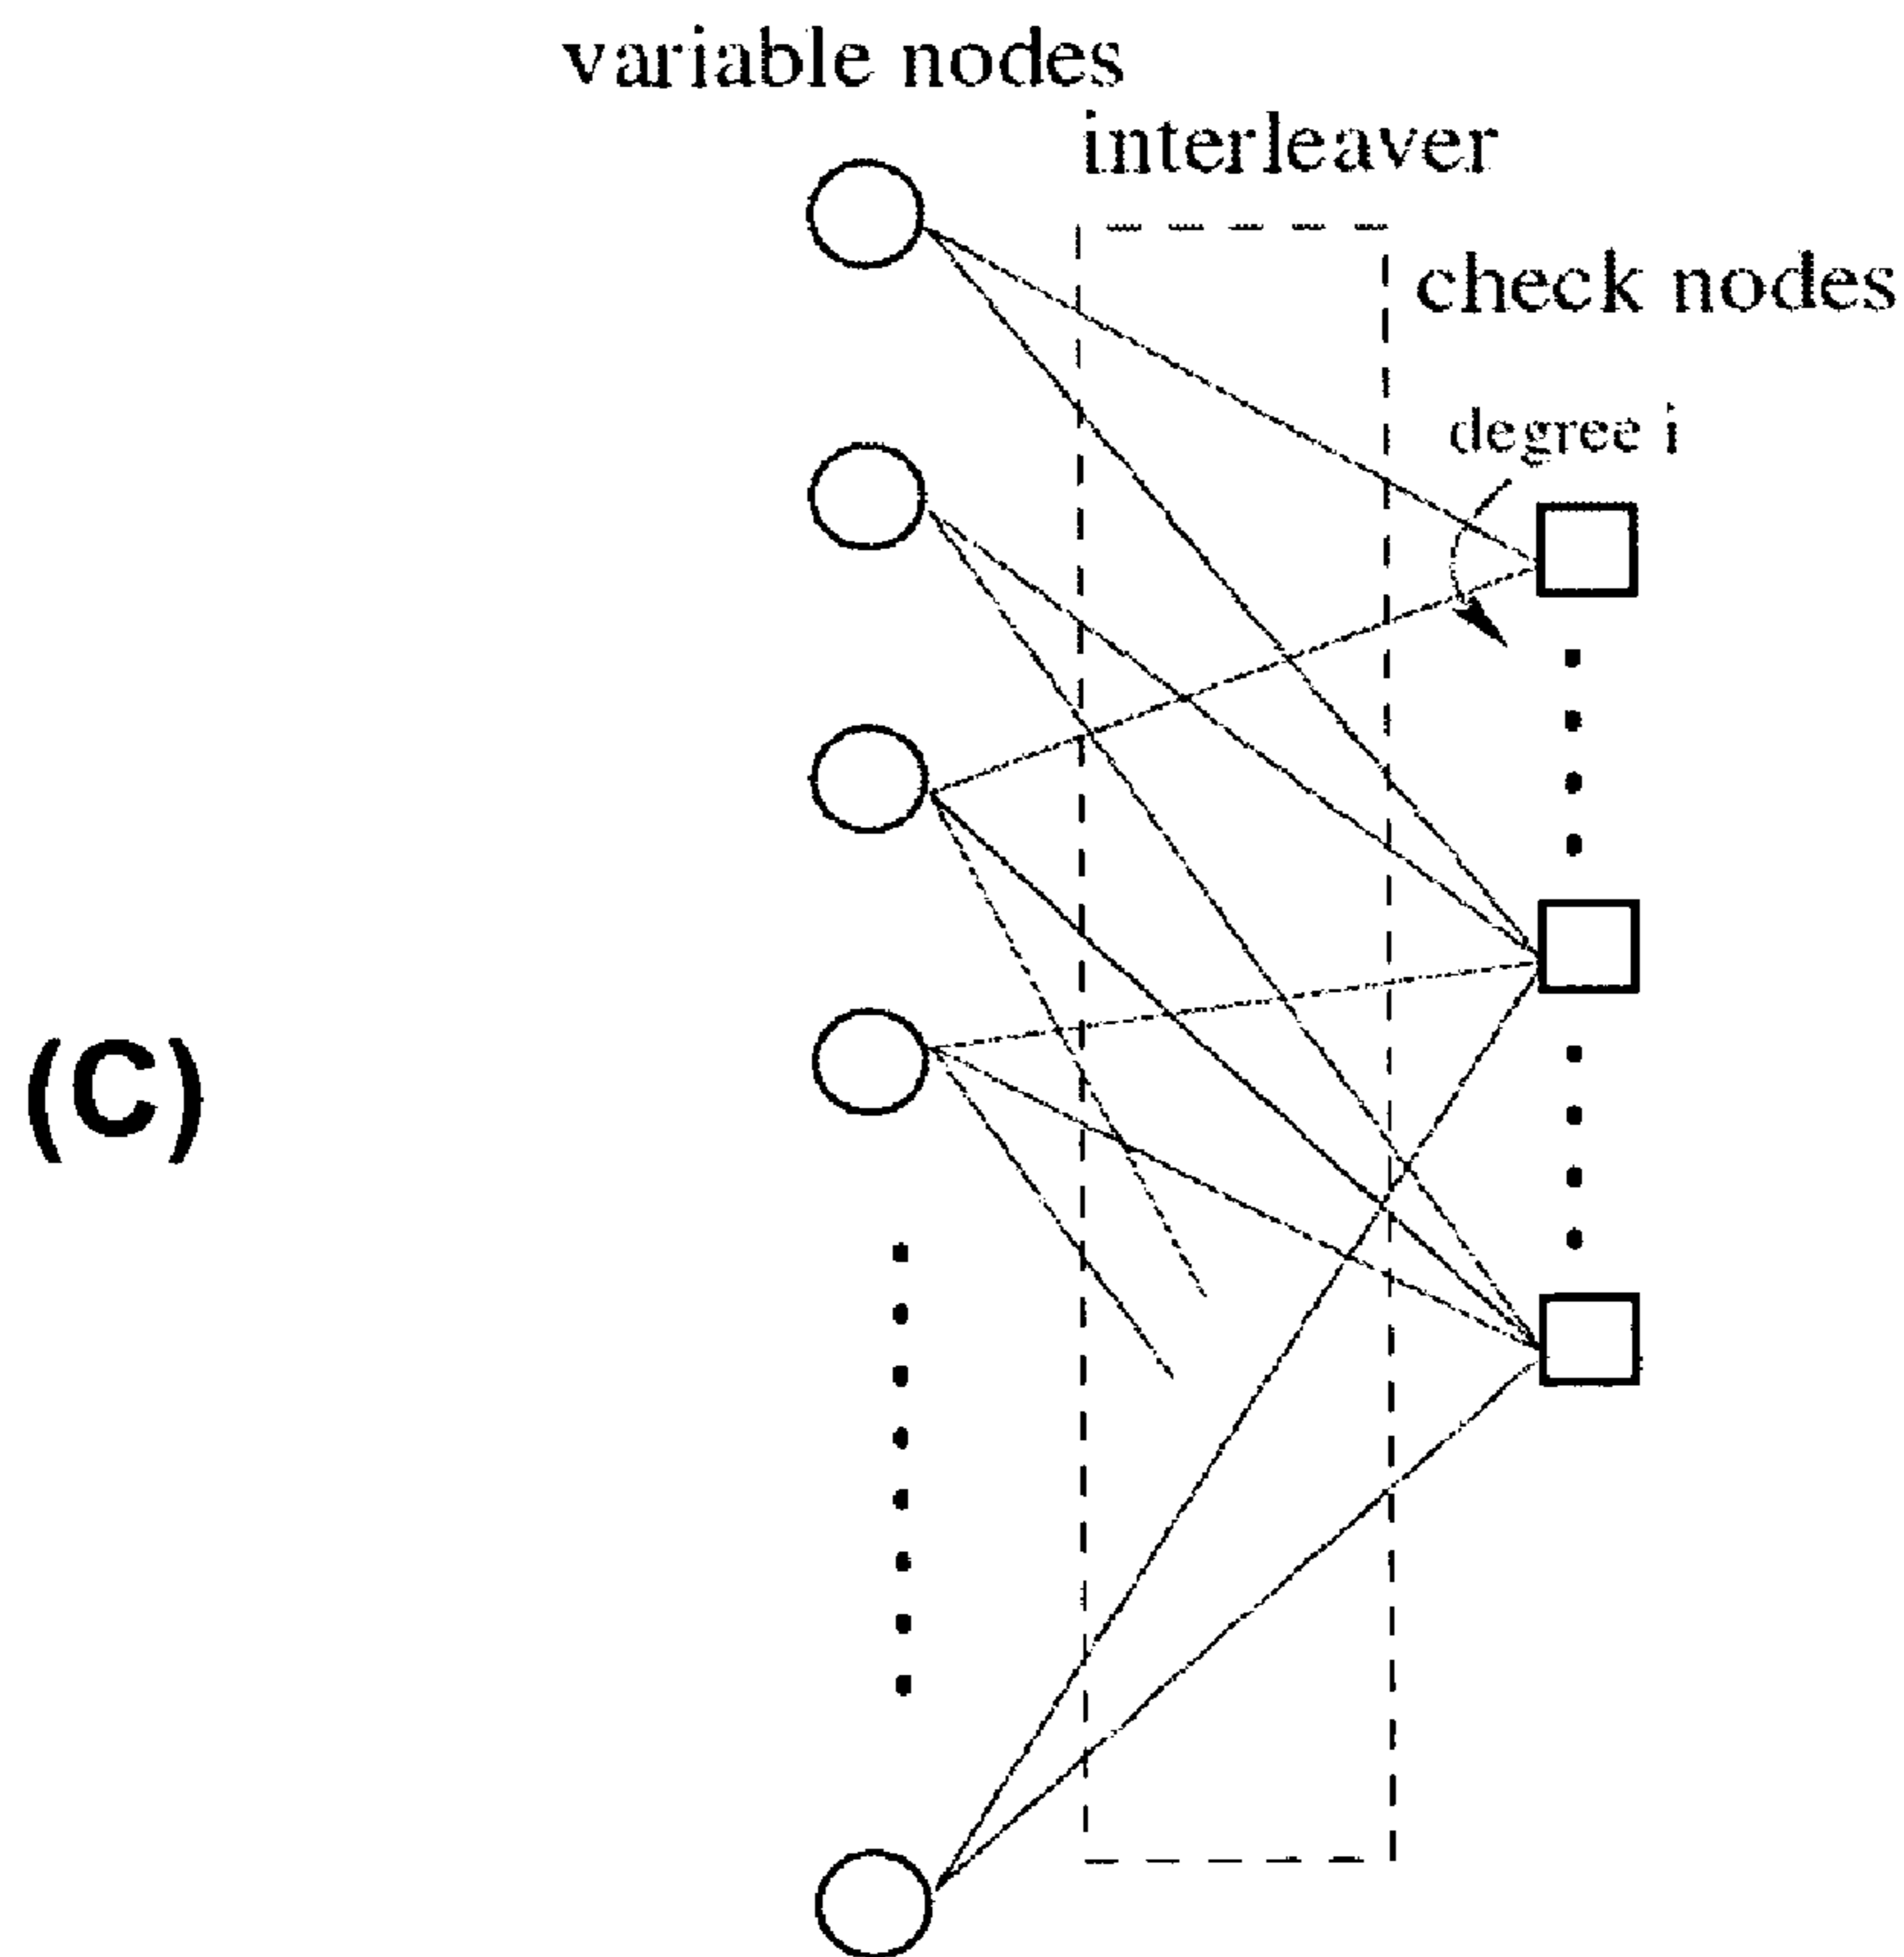 variable nodes
interleaver
check nodes
degree i
(C)